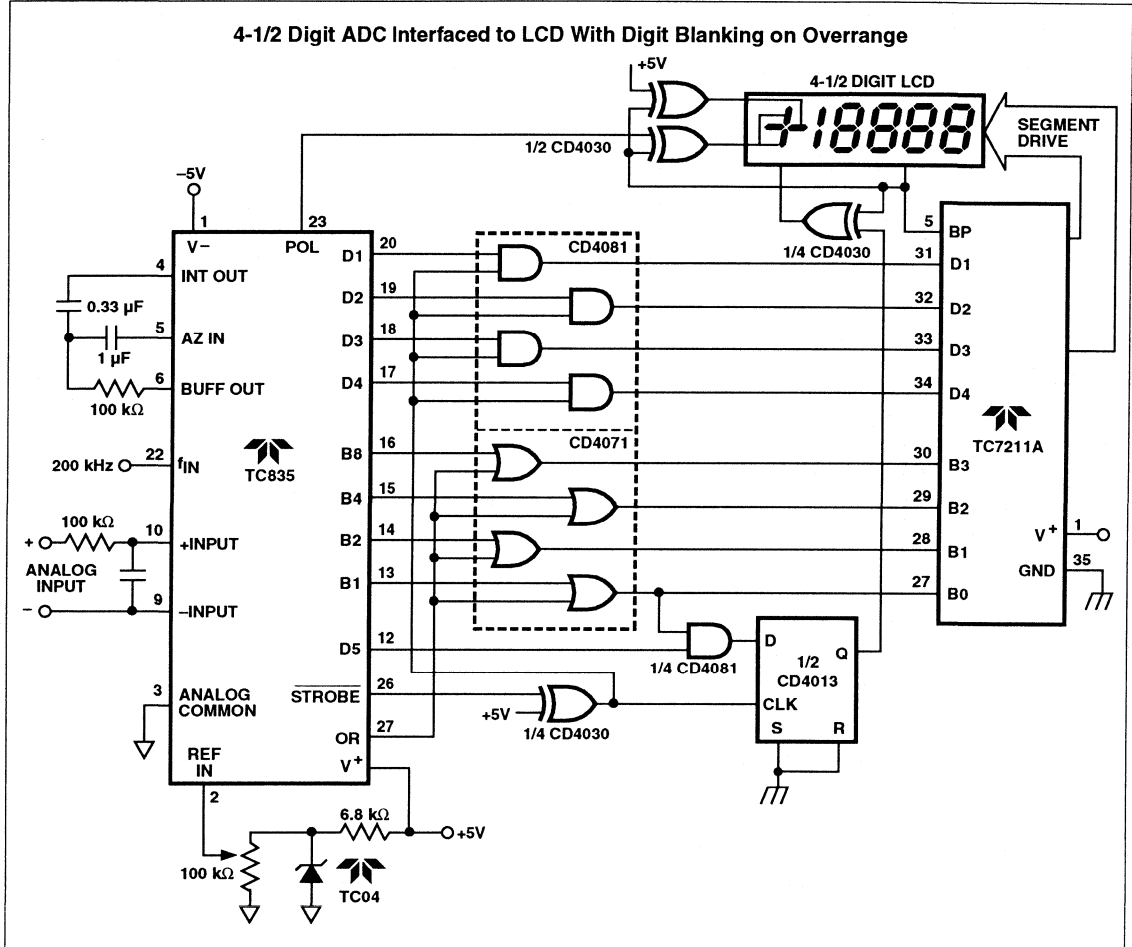 4-1/2 Digit ADC Interfaced to LCD With Digit Blanking on Overrange
+5V
4-1/2 DIGIT LCD
+18888
SEGMENT
DRIVE
1/2 CD4030
1/4 CD4030
–5V
1
V–
23
POL
4
INT OUT
0.33 µF
5
AZ IN
1 µF
6
BUFF OUT
100 kΩ
200 kHz
22
fIN
TC835
100 kΩ
10
+INPUT
+
ANALOG
INPUT
–
9
–INPUT
3
ANALOG
COMMON
REF
IN
2
D1
20
D2
19
D3
18
D4
17
B8
16
B4
15
B2
14
B1
13
D5
12
STROBE
26
OR
27
V+
CD4081
CD4071
1/4 CD4081
+5V
1/4 CD4030
D
Q
1/2
CD4013
CLK
S
R
5
BP
31
D1
32
D2
33
D3
34
D4
TC7211A
30
B3
29
B2
28
B1
27
B0
V+
1
GND
35
6.8 kΩ
+5V
100 kΩ
TC04